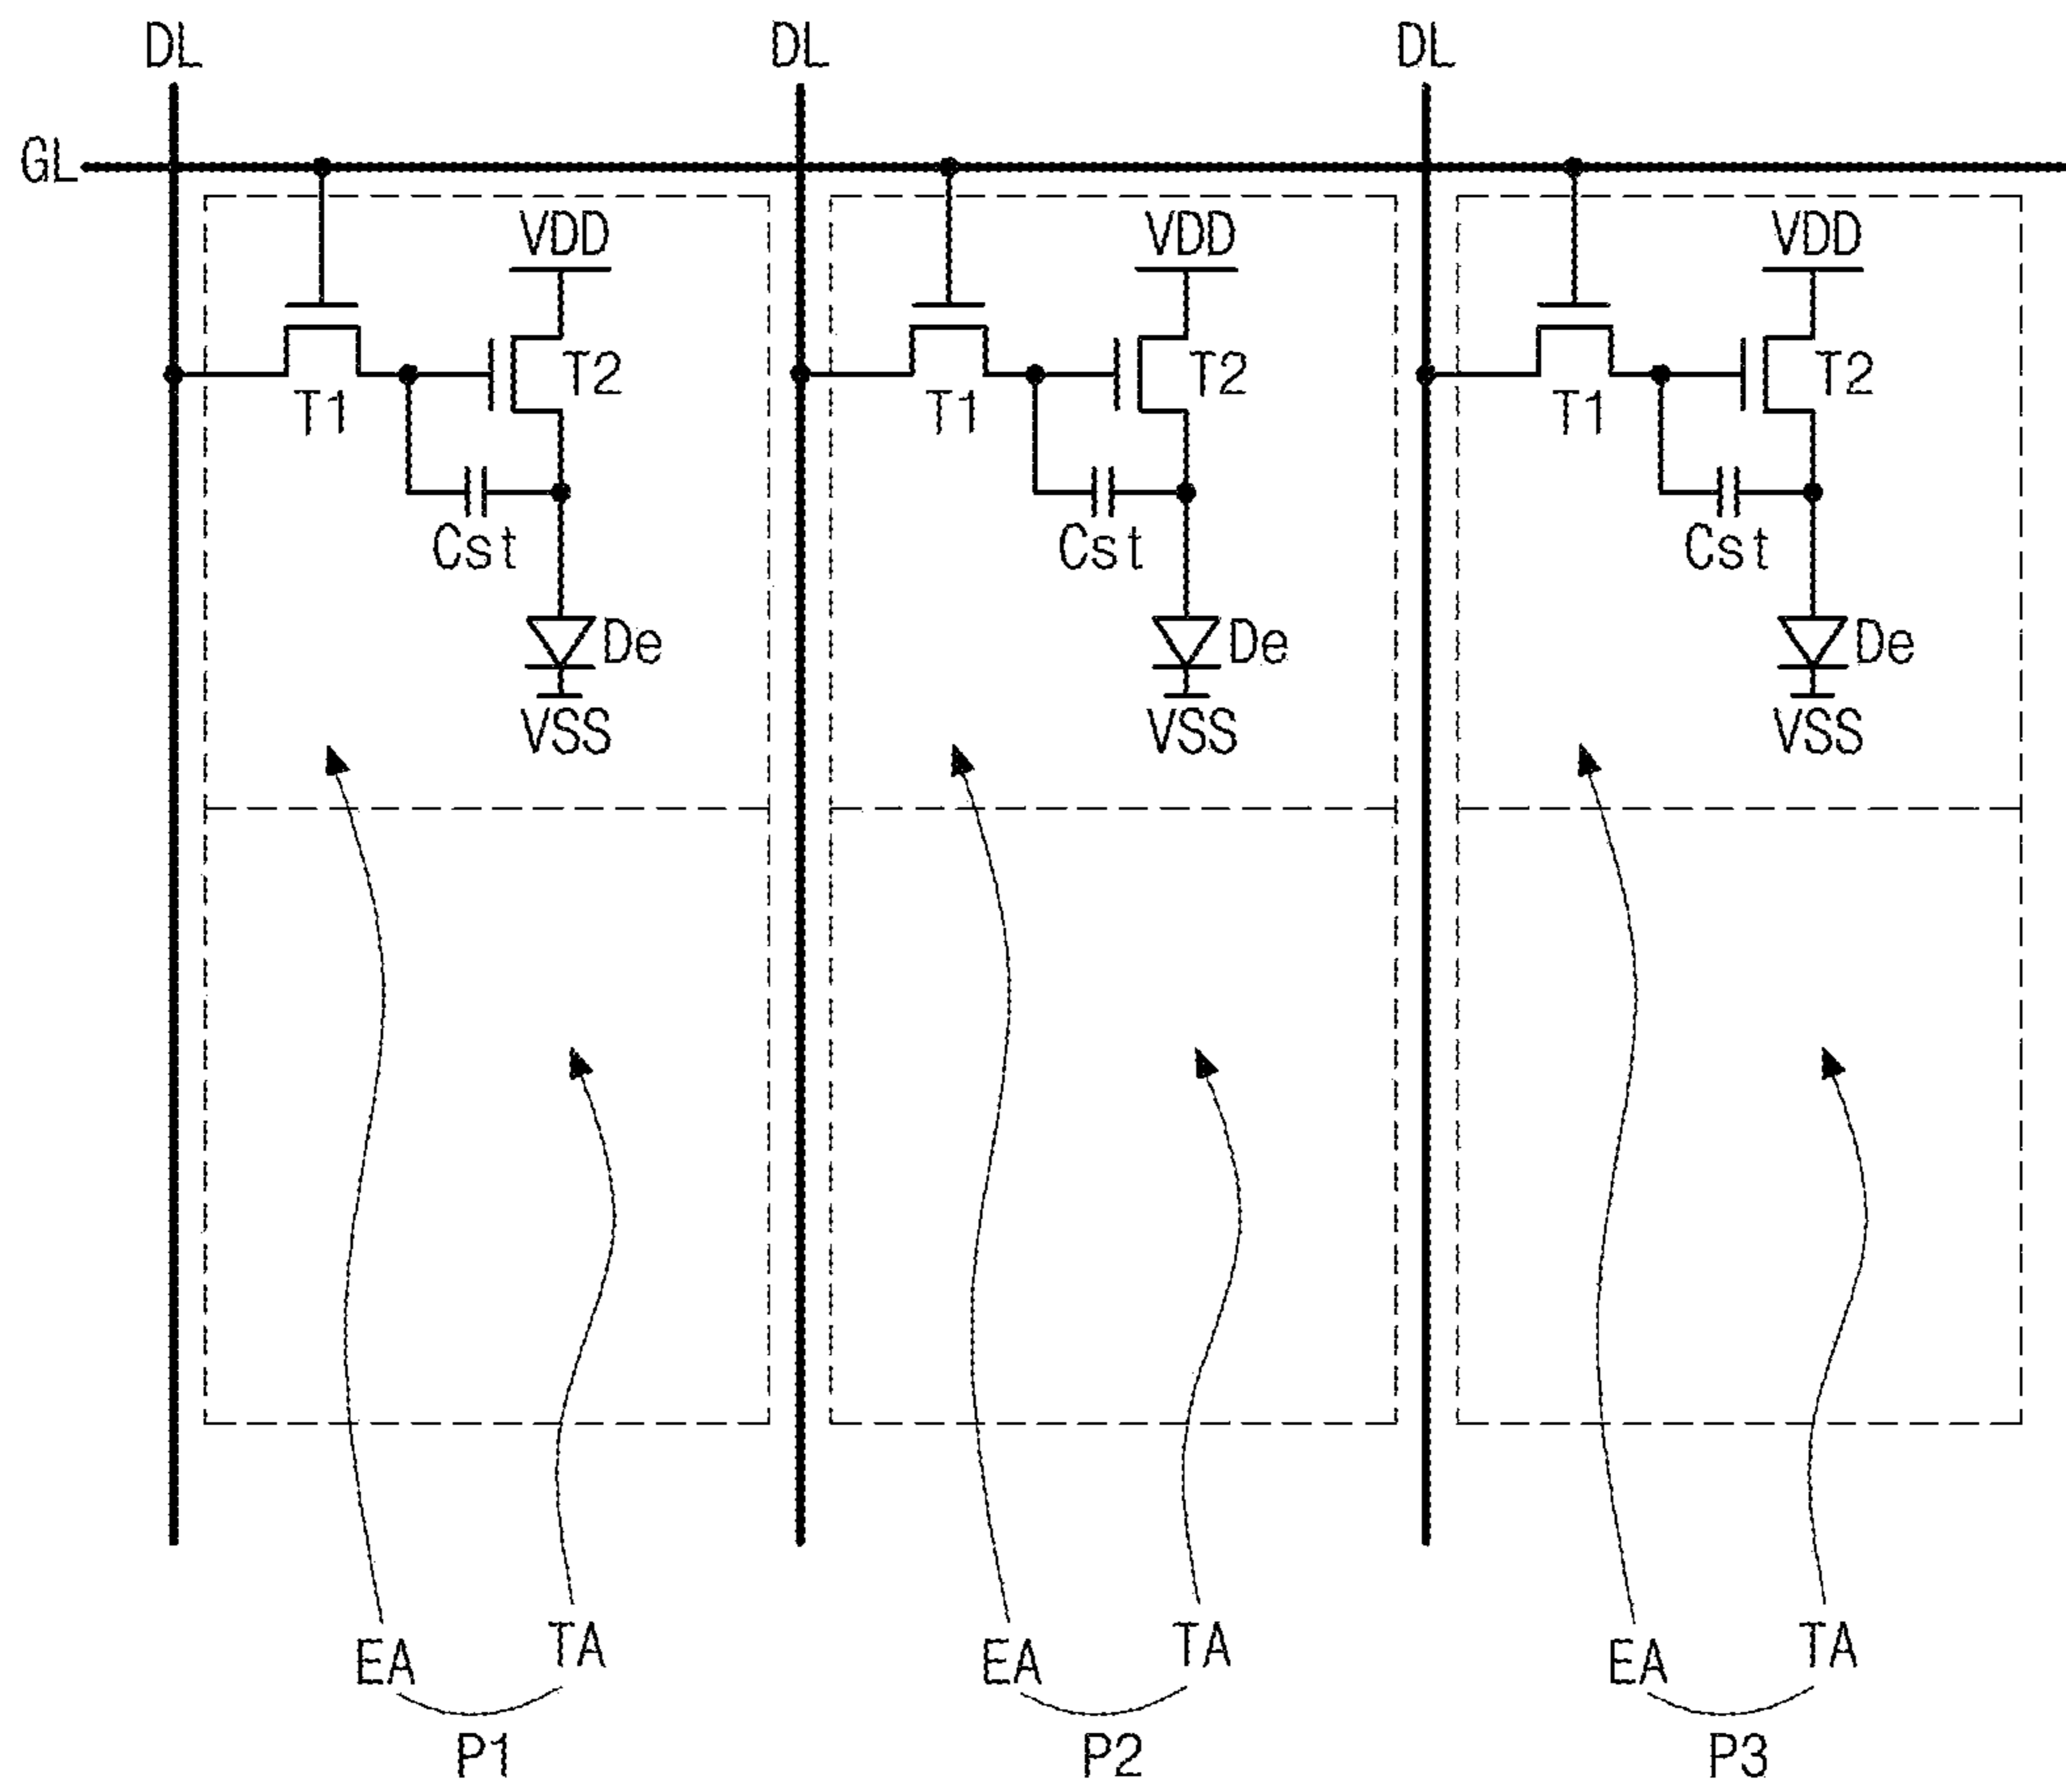 DL DL DL
GL
VDD VDD VDD
T2 T2 T2
T1 T1 T1
Cst Cst Cst
De De De
VSS VSS VSS
EA TA EA TA EA TA
P1 P2 P3